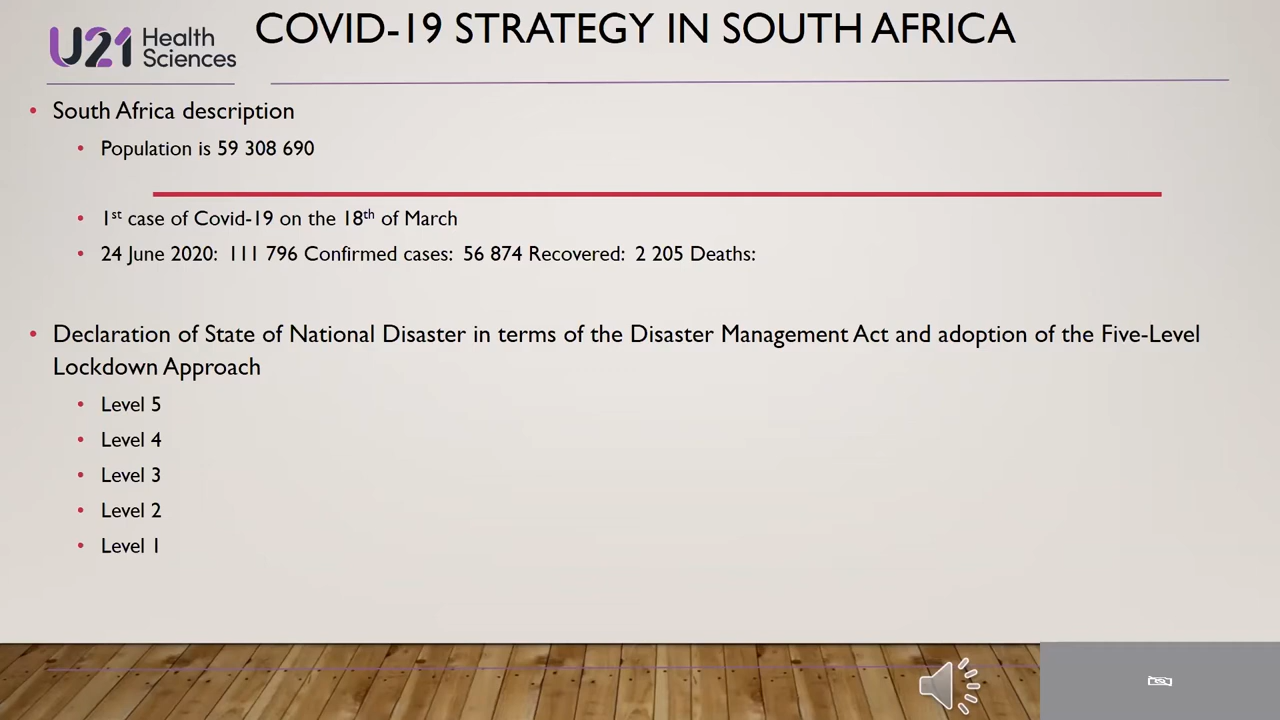 U21 Health Sciences
COVID-19 STRATEGY IN SOUTH AFRICA
• South Africa description
• Population is 59 308 690
• 1st case of Covid-19 on the 18th of March
• 24 June 2020: 111 796 Confirmed cases: 56 874 Recovered: 2 205 Deaths:
• Declaration of State of National Disaster in terms of the Disaster Management Act and adoption of the Five-Level
Lockdown Approach
• Level 5
• Level 4
• Level 3
• Level 2
• Level 1